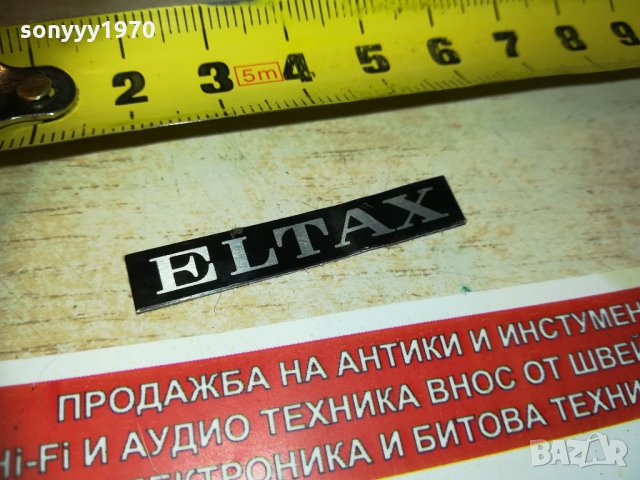 sonyyy1970
2 3 5m 4 5 6 7 8 9
ELTAX
ПРОДАЖБА НА АНТИКИ И ИНСТУМЕН
Hi-Fi И АУДИО ТЕХНИКА ВНОС ОТ ШВЕЙ
ЕКТРОНИКА И БИТОВА ТЕХНИ
BAZAR